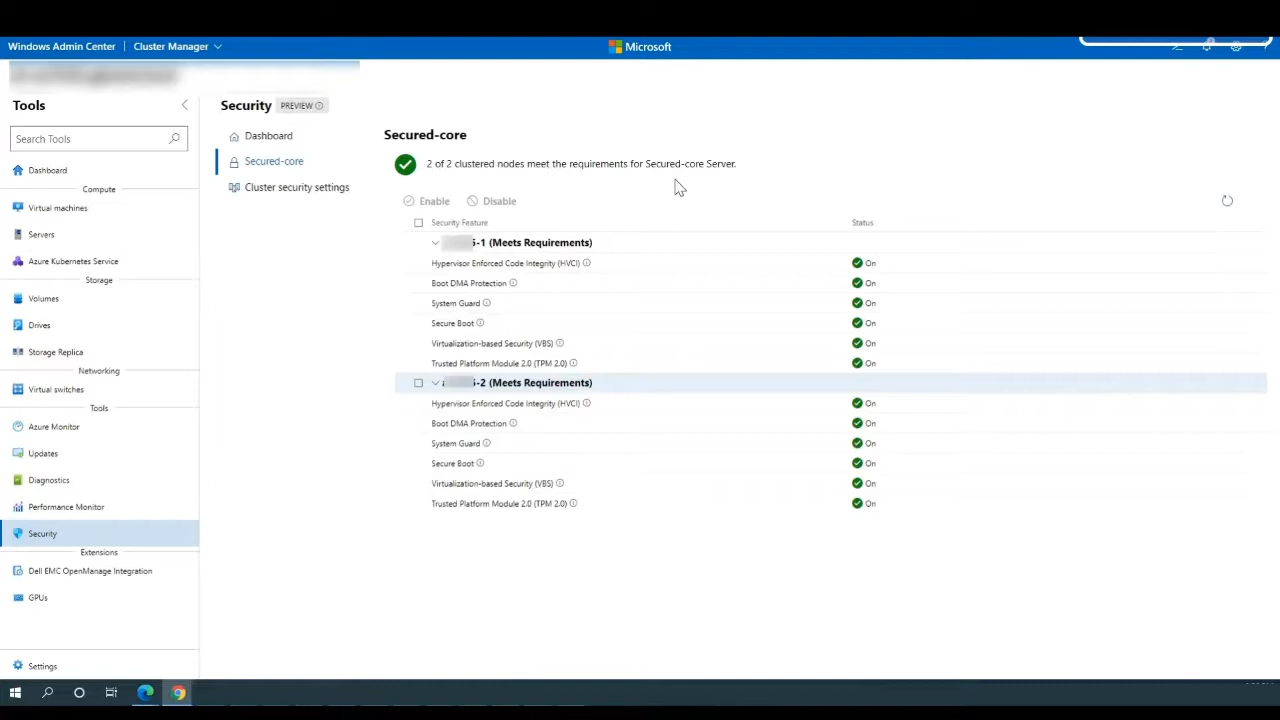 Windows Admin Center | Cluster Manager
Microsoft
Tools
Search Tools
Dashboard
Compute
Virtual machines
Servers
Azure Kubernetes Service
Storage
Volumes
Drives
Storage Replica
Networking
Virtual switches
Tools
Azure Monitor
Updates
Diagnostics
Performance Monitor
Security
Extensions
Dell EMC OpenManage Integration
GPUs
Settings
Security PREVIEW
Dashboard
Secured-core
Cluster security settings
Secured-core
2 of 2 clustered nodes meet the requirements for Secured-core Server.
Enable Disable
Security Feature Status
-1 (Meets Requirements)
Hypervisor Enforced Code Integrity (HVCI) On
Boot DMA Protection On
System Guard On
Secure Boot On
Virtualization-based Security (VBS) On
Trusted Platform Module 2.0 (TPM 2.0) On
-2 (Meets Requirements)
Hypervisor Enforced Code Integrity (HVCI) On
Boot DMA Protection On
System Guard On
Secure Boot On
Virtualization-based Security (VBS) On
Trusted Platform Module 2.0 (TPM 2.0) On